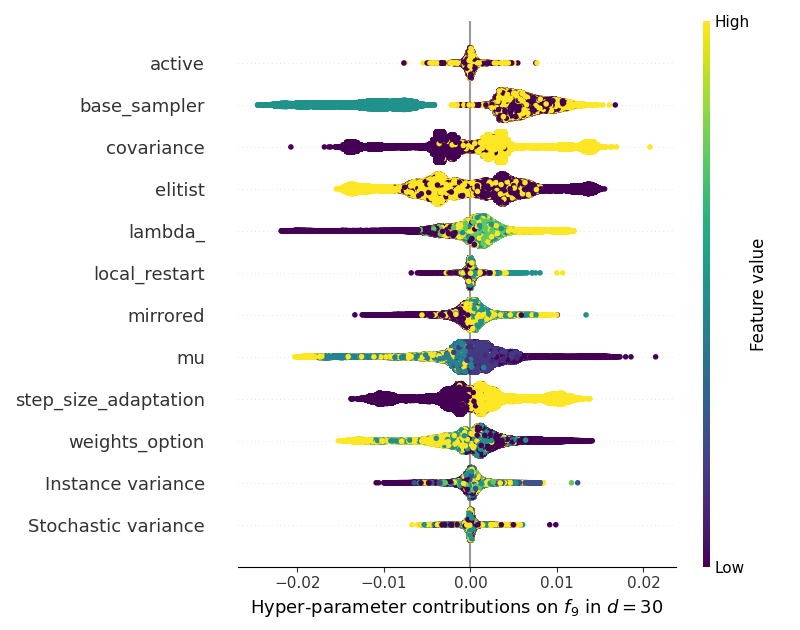 High
active
base_sampler
covariance
elitist
lambda_
local_restart
mirrored
mu
step_size_adaptation
weights_option
Instance variance
Stochastic variance
Feature value
Low
−0.02 −0.01 0.00 0.01 0.02
Hyper-parameter contributions on f₉ in d = 30